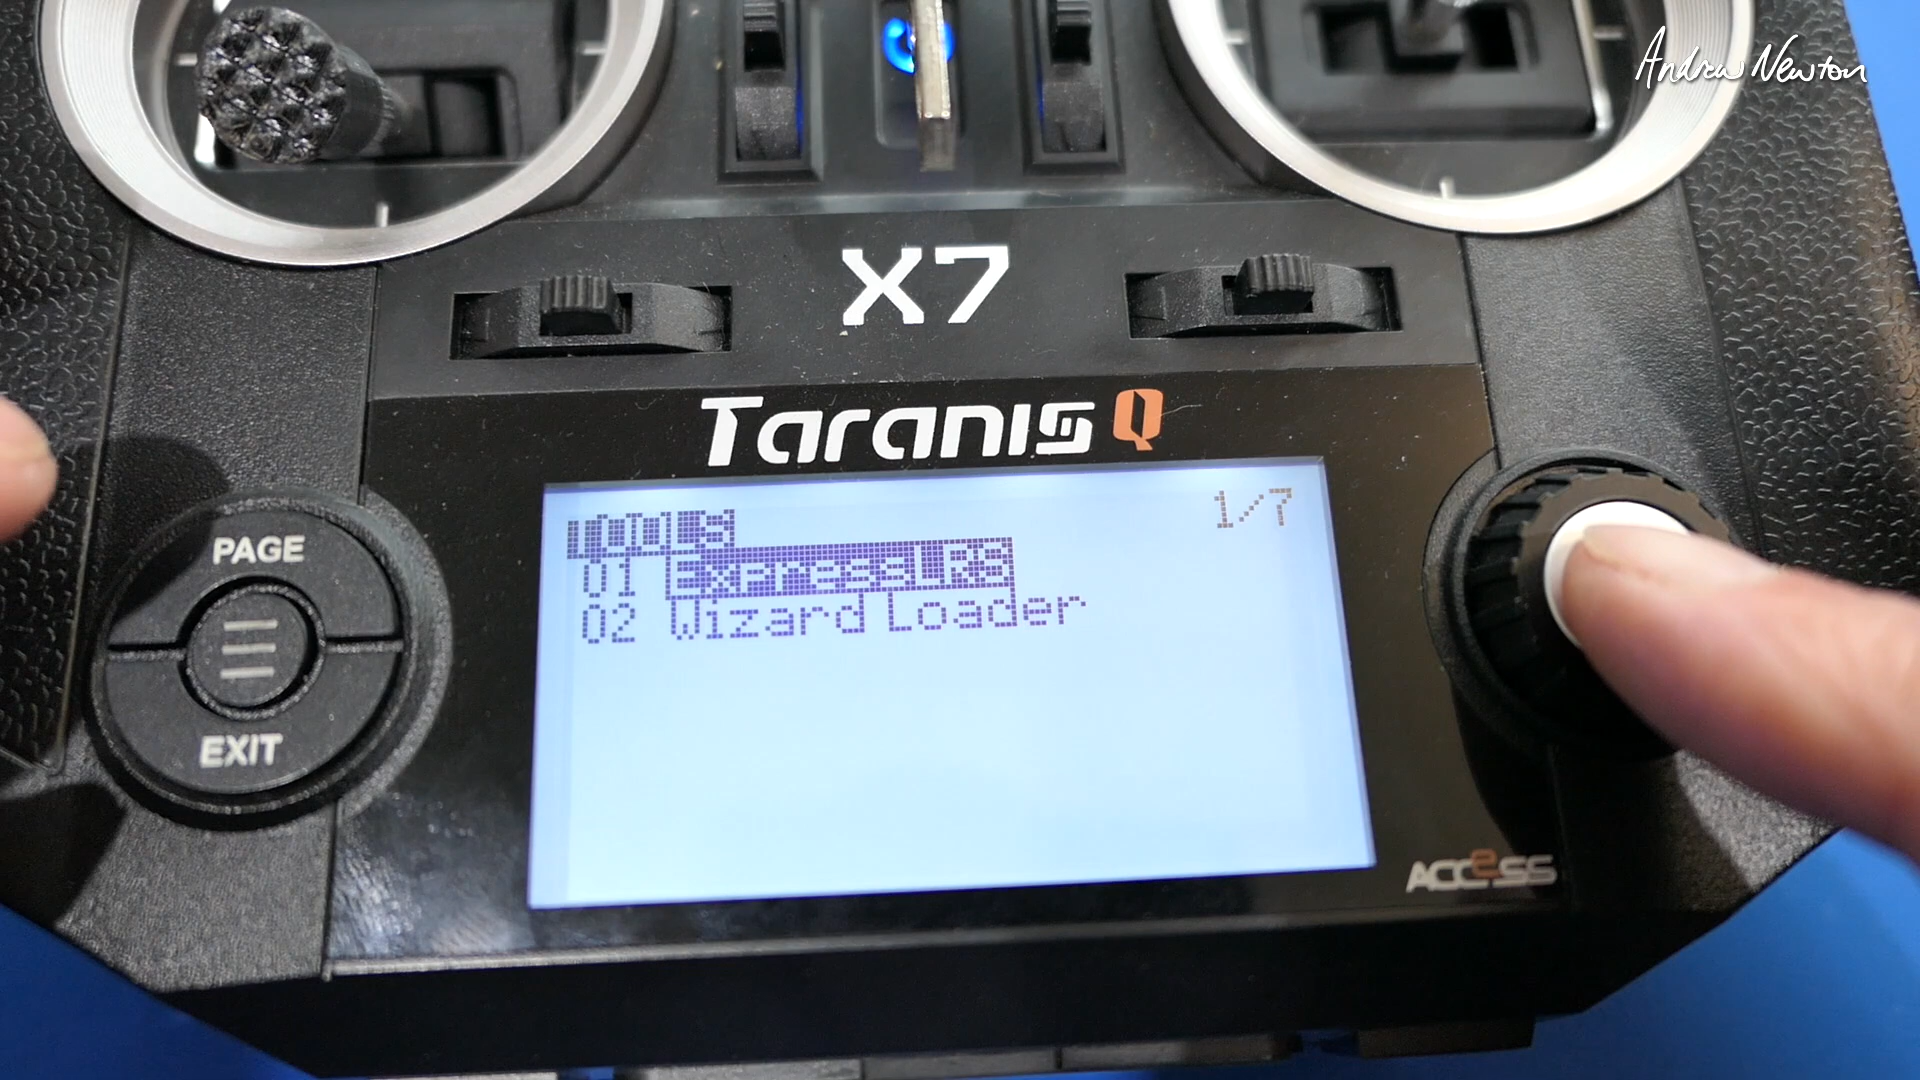 Andrew Newton
X7
Taranis Q
TOOLS 1/7
01 ExpressLRS
02 Wizard Loader
PAGE
EXIT
ACCESS